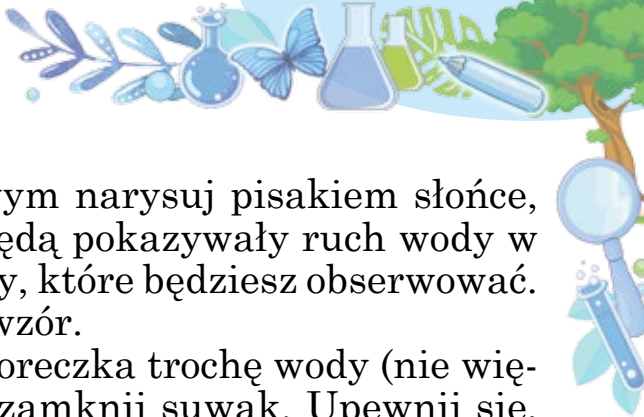 wym narysuj pisakiem słońce,
ędą pokazywały ruch wody w
y, które będziesz obserwować.
wzór.
oreczka trochę wody (nie wię-
zamknij suwak. Upewnij się,